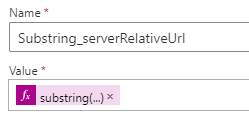 Name *
Substring_serverRelativeUrl
Value *
fx substring(...) ×